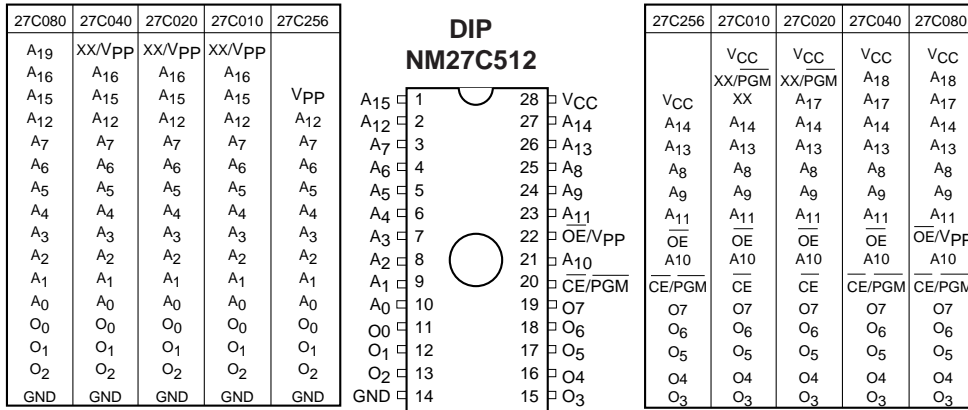 27C080 27C040 27C020 27C010 27C256
A19 XX/VPP XX/VPP XX/VPP
A16 A16 A16 A16
A15 A15 A15 A15 VPP
A12 A12 A12 A12 A12
A7 A7 A7 A7 A7
A6 A6 A6 A6 A6
A5 A5 A5 A5 A5
A4 A4 A4 A4 A4
A3 A3 A3 A3 A3
A2 A2 A2 A2 A2
A1 A1 A1 A1 A1
A0 A0 A0 A0 A0
O0 O0 O0 O0 O0
O1 O1 O1 O1 O1
O2 O2 O2 O2 O2
GND GND GND GND GND
DIP
NM27C512
A15 1 28 VCC
A12 2 27 A14
A7 3 26 A13
A6 4 25 A8
A5 5 24 A9
A4 6 23 A11
A3 7 22 OE/VPP
A2 8 21 A10
A1 9 20 CE/PGM
A0 10 19 O7
O0 11 18 O6
O1 12 17 O5
O2 13 16 O4
GND 14 15 O3
27C256 27C010 27C020 27C040 27C080
VCC VCC VCC VCC
XX/PGM XX/PGM A18 A18
VCC XX A17 A17 A17
A14 A14 A14 A14 A14
A13 A13 A13 A13 A13
A8 A8 A8 A8 A8
A9 A9 A9 A9 A9
A11 A11 A11 A11 A11
OE OE OE OE OE/VPP
A10 A10 A10 A10 A10
CE/PGM CE CE CE/PGM CE/PGM
O7 O7 O7 O7 O7
O6 O6 O6 O6 O6
O5 O5 O5 O5 O5
O4 O4 O4 O4 O4
O3 O3 O3 O3 O3